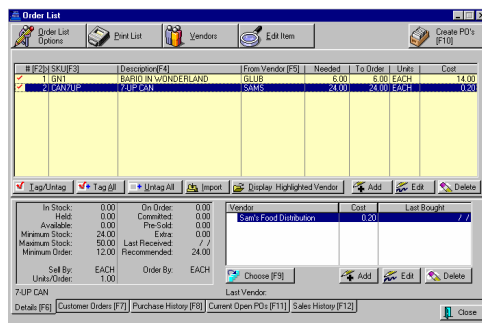 Order List
Order List Options
Print List
Vendors
Edit Item
Create PO's [F10]
# [F2] SKU[F3] Description[F4] From Vendor [F5] Needed To Order Units Cost
1 GN1 BARIO IN WONDERLAND GLUB 6.00 6.00 EACH 14.00
2 CAN7UP 7-UP CAN SAMS 24.00 24.00 EACH 0.20
Tag/Untag Tag All Untag All Import Display Highlighted Vendor Add Edit Delete
In Stock: 0.00 On Order: 0.00
Held: 0.00 Committed: 0.00
Available: 0.00 Pre-Sold: 0.00
Minimum Stock: 24.00 Extra: 0.00
Maximum Stock: 50.00 Last Received: / /
Minimum Order: 12.00 Recommended: 24.00
Sell By: EACH Order By: EACH
Units/Order: 1.00
Vendor Cost Last Bought
Sam's Food Distribution 0.20 / /
Choose [F9] Add Edit Delete
7-UP CAN
Last Vendor:
Details [F6] Customer Orders [F7] Purchase History [F8] Current Open POs [F11] Sales History [F12]
Close